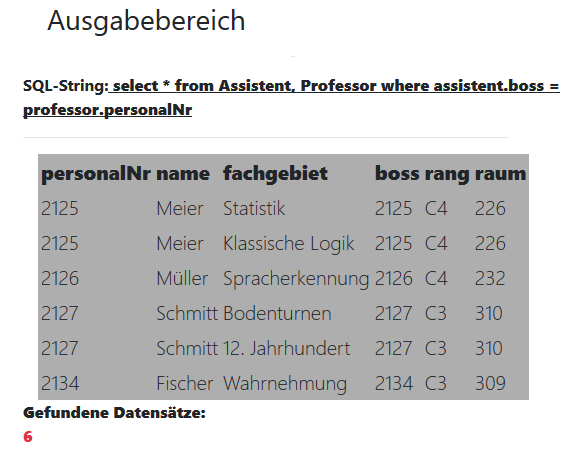 Ausgabebereich
SQL-String: select * from Assistent, Professor where assistent.boss =
professor.personalNr
personalNr name fachgebiet boss rang raum
2125 Meier Statistik 2125 C4 226
2125 Meier Klassische Logik 2125 C4 226
2126 Müller Spracherkennung 2126 C4 232
2127 Schmitt Bodenturnen 2127 C3 310
2127 Schmitt 12. Jahrhundert 2127 C3 310
2134 Fischer Wahrnehmung 2134 C3 309
Gefundene Datensätze:
6